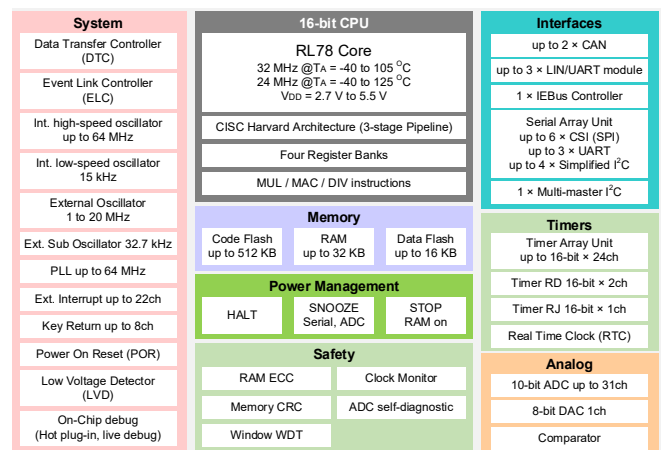 System
Data Transfer Controller
(DTC)
Event Link Controller
(ELC)
Int. high-speed oscillator
up to 64 MHz
Int. low-speed oscillator
15 kHz
External Oscillator
1 to 20 MHz
Ext. Sub Oscillator 32.7 kHz
PLL up to 64 MHz
Ext. Interrupt up to 22ch
Key Return up to 8ch
Power On Reset (POR)
Low Voltage Detector
(LVD)
On-Chip debug
(Hot plug-in, live debug)
16-bit CPU
RL78 Core
32 MHz @TA = -40 to 105 °C
24 MHz @TA = -40 to 125 °C
VDD = 2.7 V to 5.5 V
CISC Harvard Architecture (3-stage Pipeline)
Four Register Banks
MUL / MAC / DIV instructions
Memory
Code Flash
up to 512 KB
RAM
up to 32 KB
Data Flash
up to 16 KB
Power Management
HALT
SNOOZE
Serial, ADC
STOP
RAM on
Safety
RAM ECC
Clock Monitor
Memory CRC
ADC self-diagnostic
Window WDT
Interfaces
up to 2 × CAN
up to 3 × LIN/UART module
1 × IEBus Controller
Serial Array Unit
up to 6 × CSI (SPI)
up to 3 × UART
up to 4 × Simplified I²C
1 × Multi-master I²C
Timers
Timer Array Unit
up to 16-bit × 24ch
Timer RD 16-bit × 2ch
Timer RJ 16-bit × 1ch
Real Time Clock (RTC)
Analog
10-bit ADC up to 31ch
8-bit DAC 1ch
Comparator